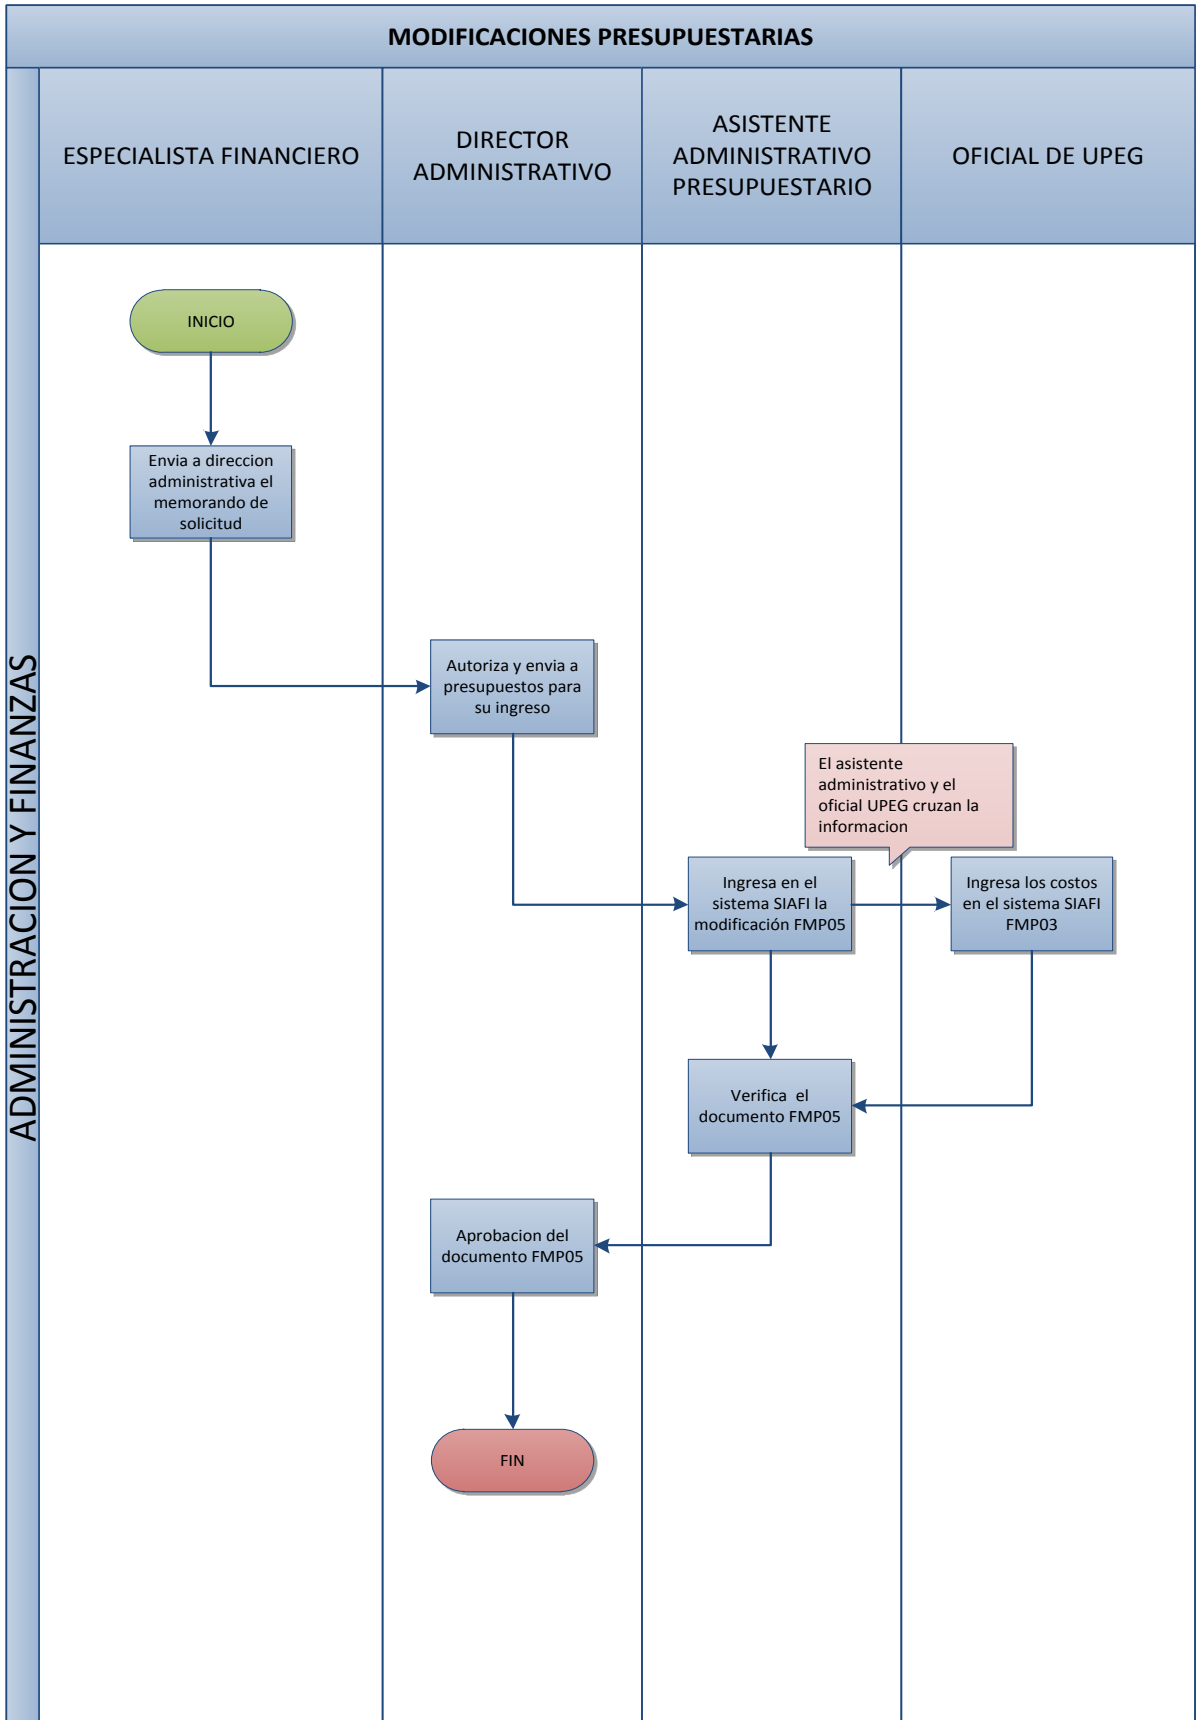 MODIFICACIONES PRESUPUESTARIAS
ADMINISTRACION Y FINANZAS
ESPECIALISTA FINANCIERO
DIRECTOR
ADMINISTRATIVO
ASISTENTE
ADMINISTRATIVO
PRESUPUESTARIO
OFICIAL DE UPEG
INICIO
Envia a direccion
administrativa el
memorando de
solicitud
Autoriza y envia a
presupuestos para
su ingreso
El asistente
administrativo y el
oficial UPEG cruzan la
informacion
Ingresa en el
sistema SIAFI la
modificación FMP05
Ingresa los costos
en el sistema SIAFI
FMP03
Verifica  el
documento FMP05
Aprobacion del
documento FMP05
FIN